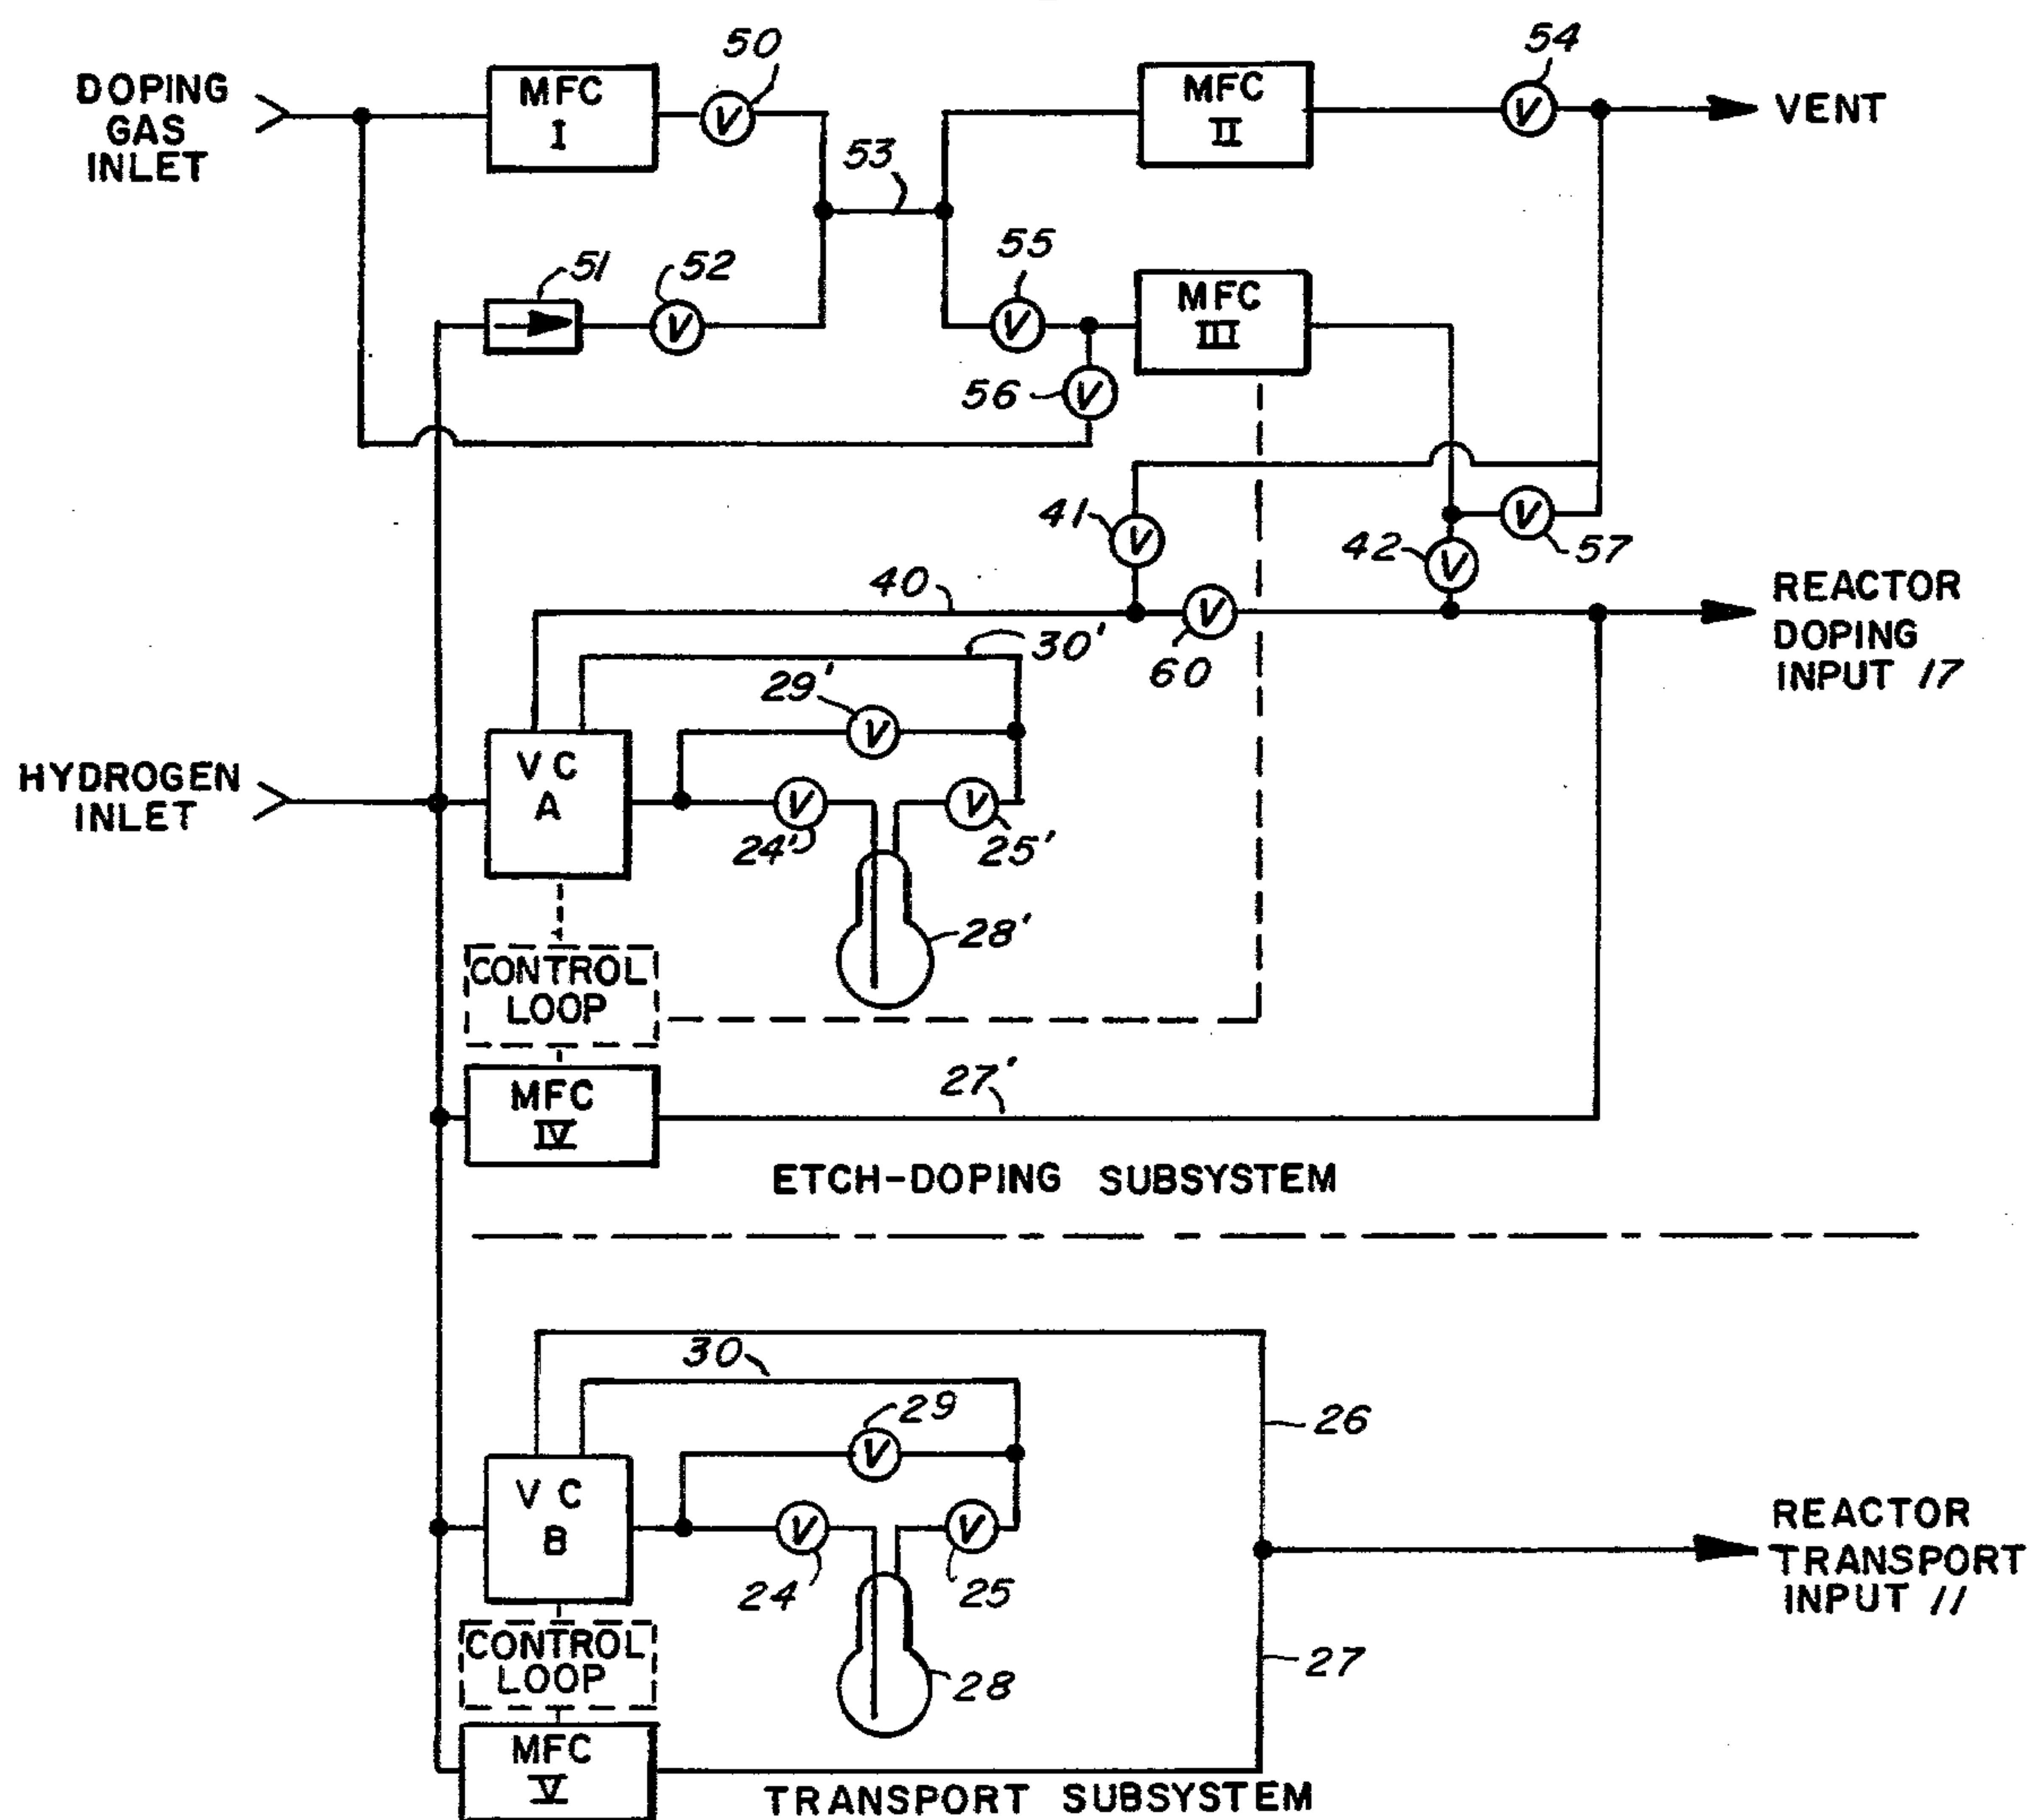 50
54
DOPING
GAS
INLET
MFC
I
V
MFC
II
V
VENT
53
51
52
55
V
V
MFC
III
56
V
41
V
42
V
V
57
40
60
V
REACTOR
DOPING
INPUT 17
30'
29'
V
HYDROGEN
INLET
VC
A
V
24'
V
25'
28'
CONTROL
LOOP
MFC
IV
27'
ETCH-DOPING SUBSYSTEM
30
29
V
26
VC
B
V
24
V
25
REACTOR
TRANSPORT
INPUT 11
CONTROL
LOOP
28
27
MFC
V
TRANSPORT SUBSYSTEM